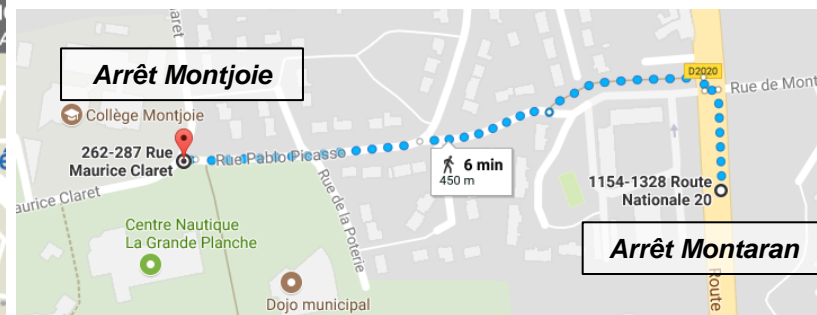 Arrêt Montjoie
Collège Montjoie
262-287 Rue
Maurice Claret
aurice Claret
Rue Pablo Picasso
6 min
450 m
D2020
Rue de Mont
1154-1328 Route
Nationale 20
Centre Nautique
La Grande Planche
Rue de la Poterie
Arrêt Montaran
Dojo municipal
Route